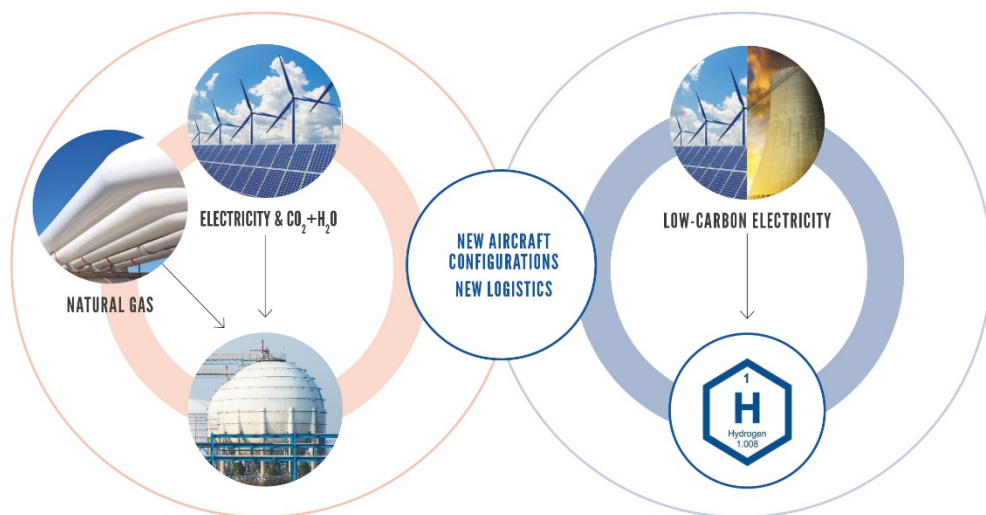 ELECTRICITY & CO₂+H₂O
NATURAL GAS
NEW AIRCRAFT
CONFIGURATIONS
NEW LOGISTICS
LOW-CARBON ELECTRICITY
1
H
Hydrogen
1.008